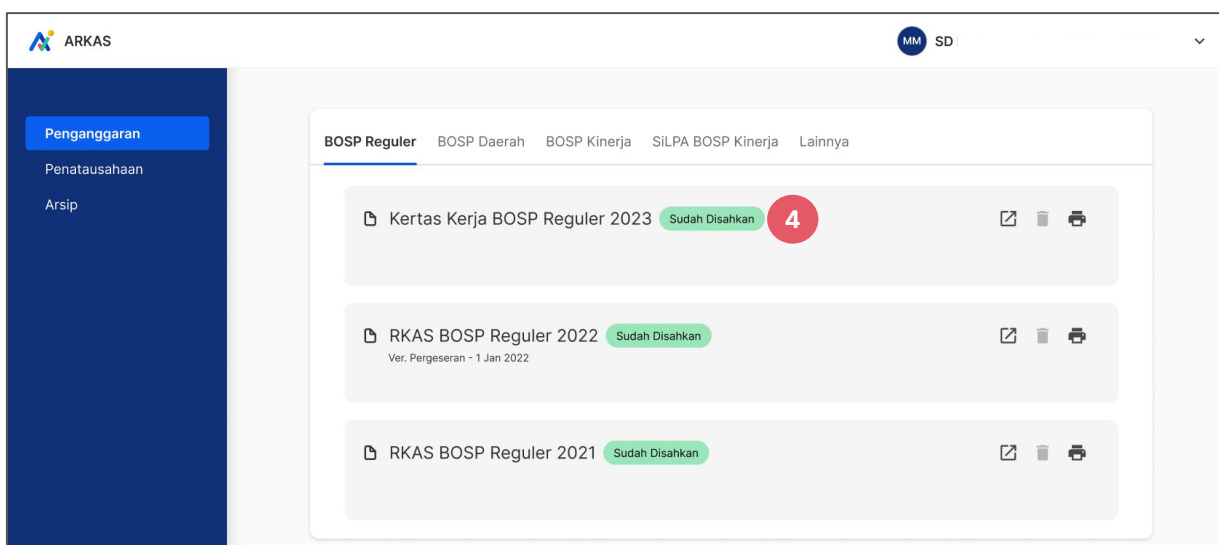 ARKAS
MM SD
Penganggaran
Penatausahaan
Arsip
BOSP Reguler BOSP Daerah BOSP Kinerja SiLPA BOSP Kinerja Lainnya
Kertas Kerja BOSP Reguler 2023 Sudah Disahkan 4
RKAS BOSP Reguler 2022 Sudah Disahkan
Ver. Pergeseran - 1 Jan 2022
RKAS BOSP Reguler 2021 Sudah Disahkan